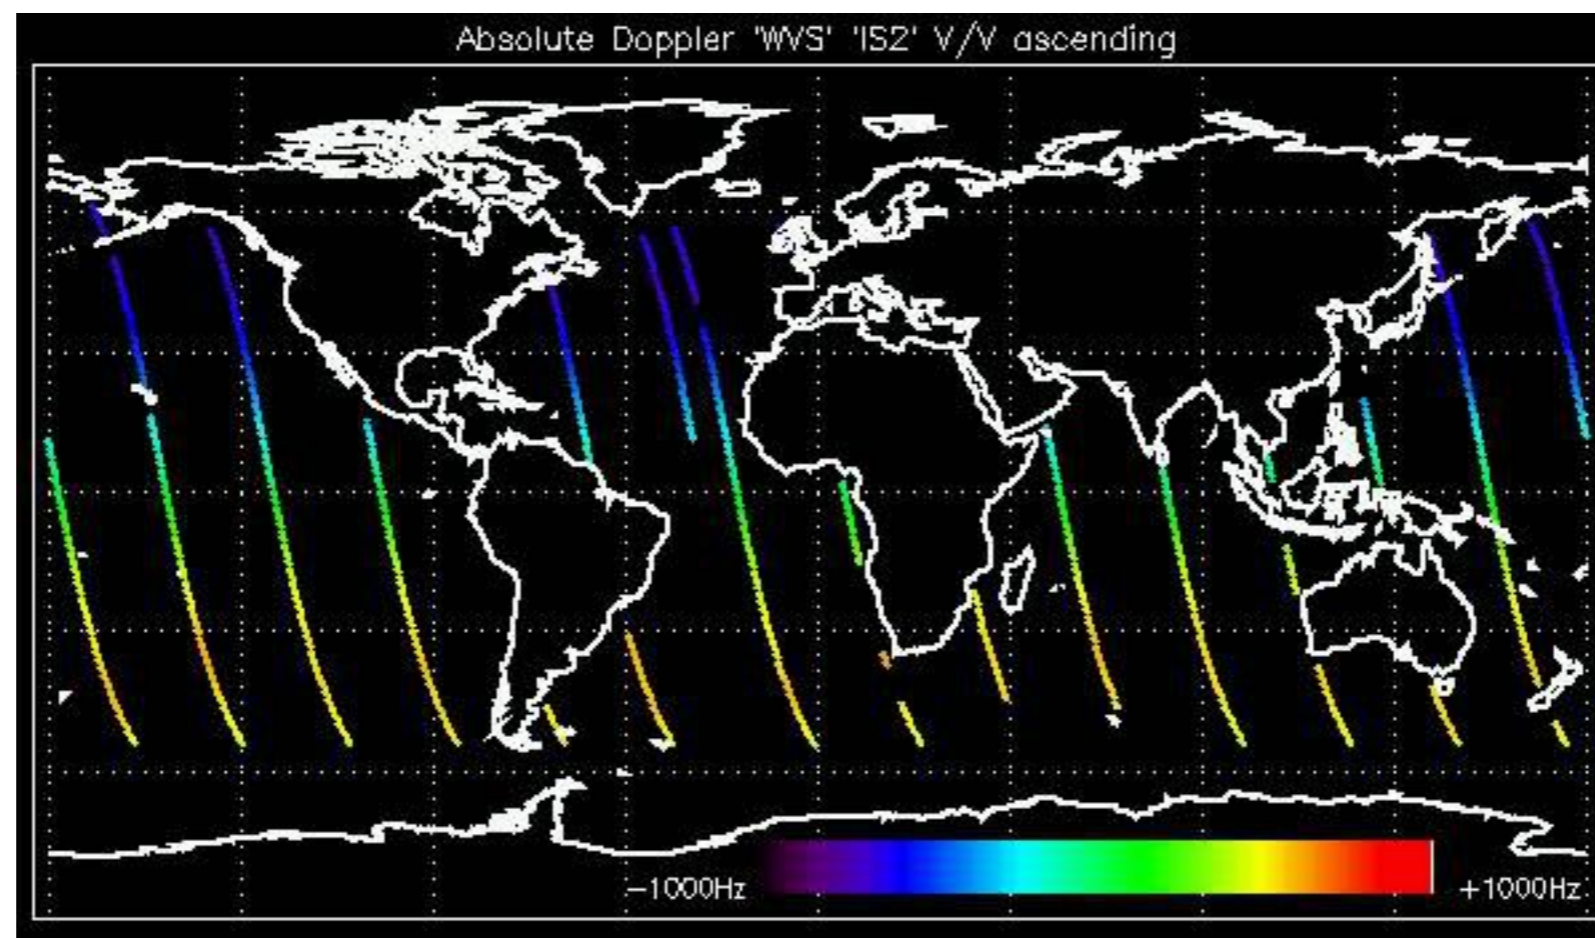 Absolute Doppler 'WVS' 'IS2' V/V ascending
−1000Hz +1000Hz